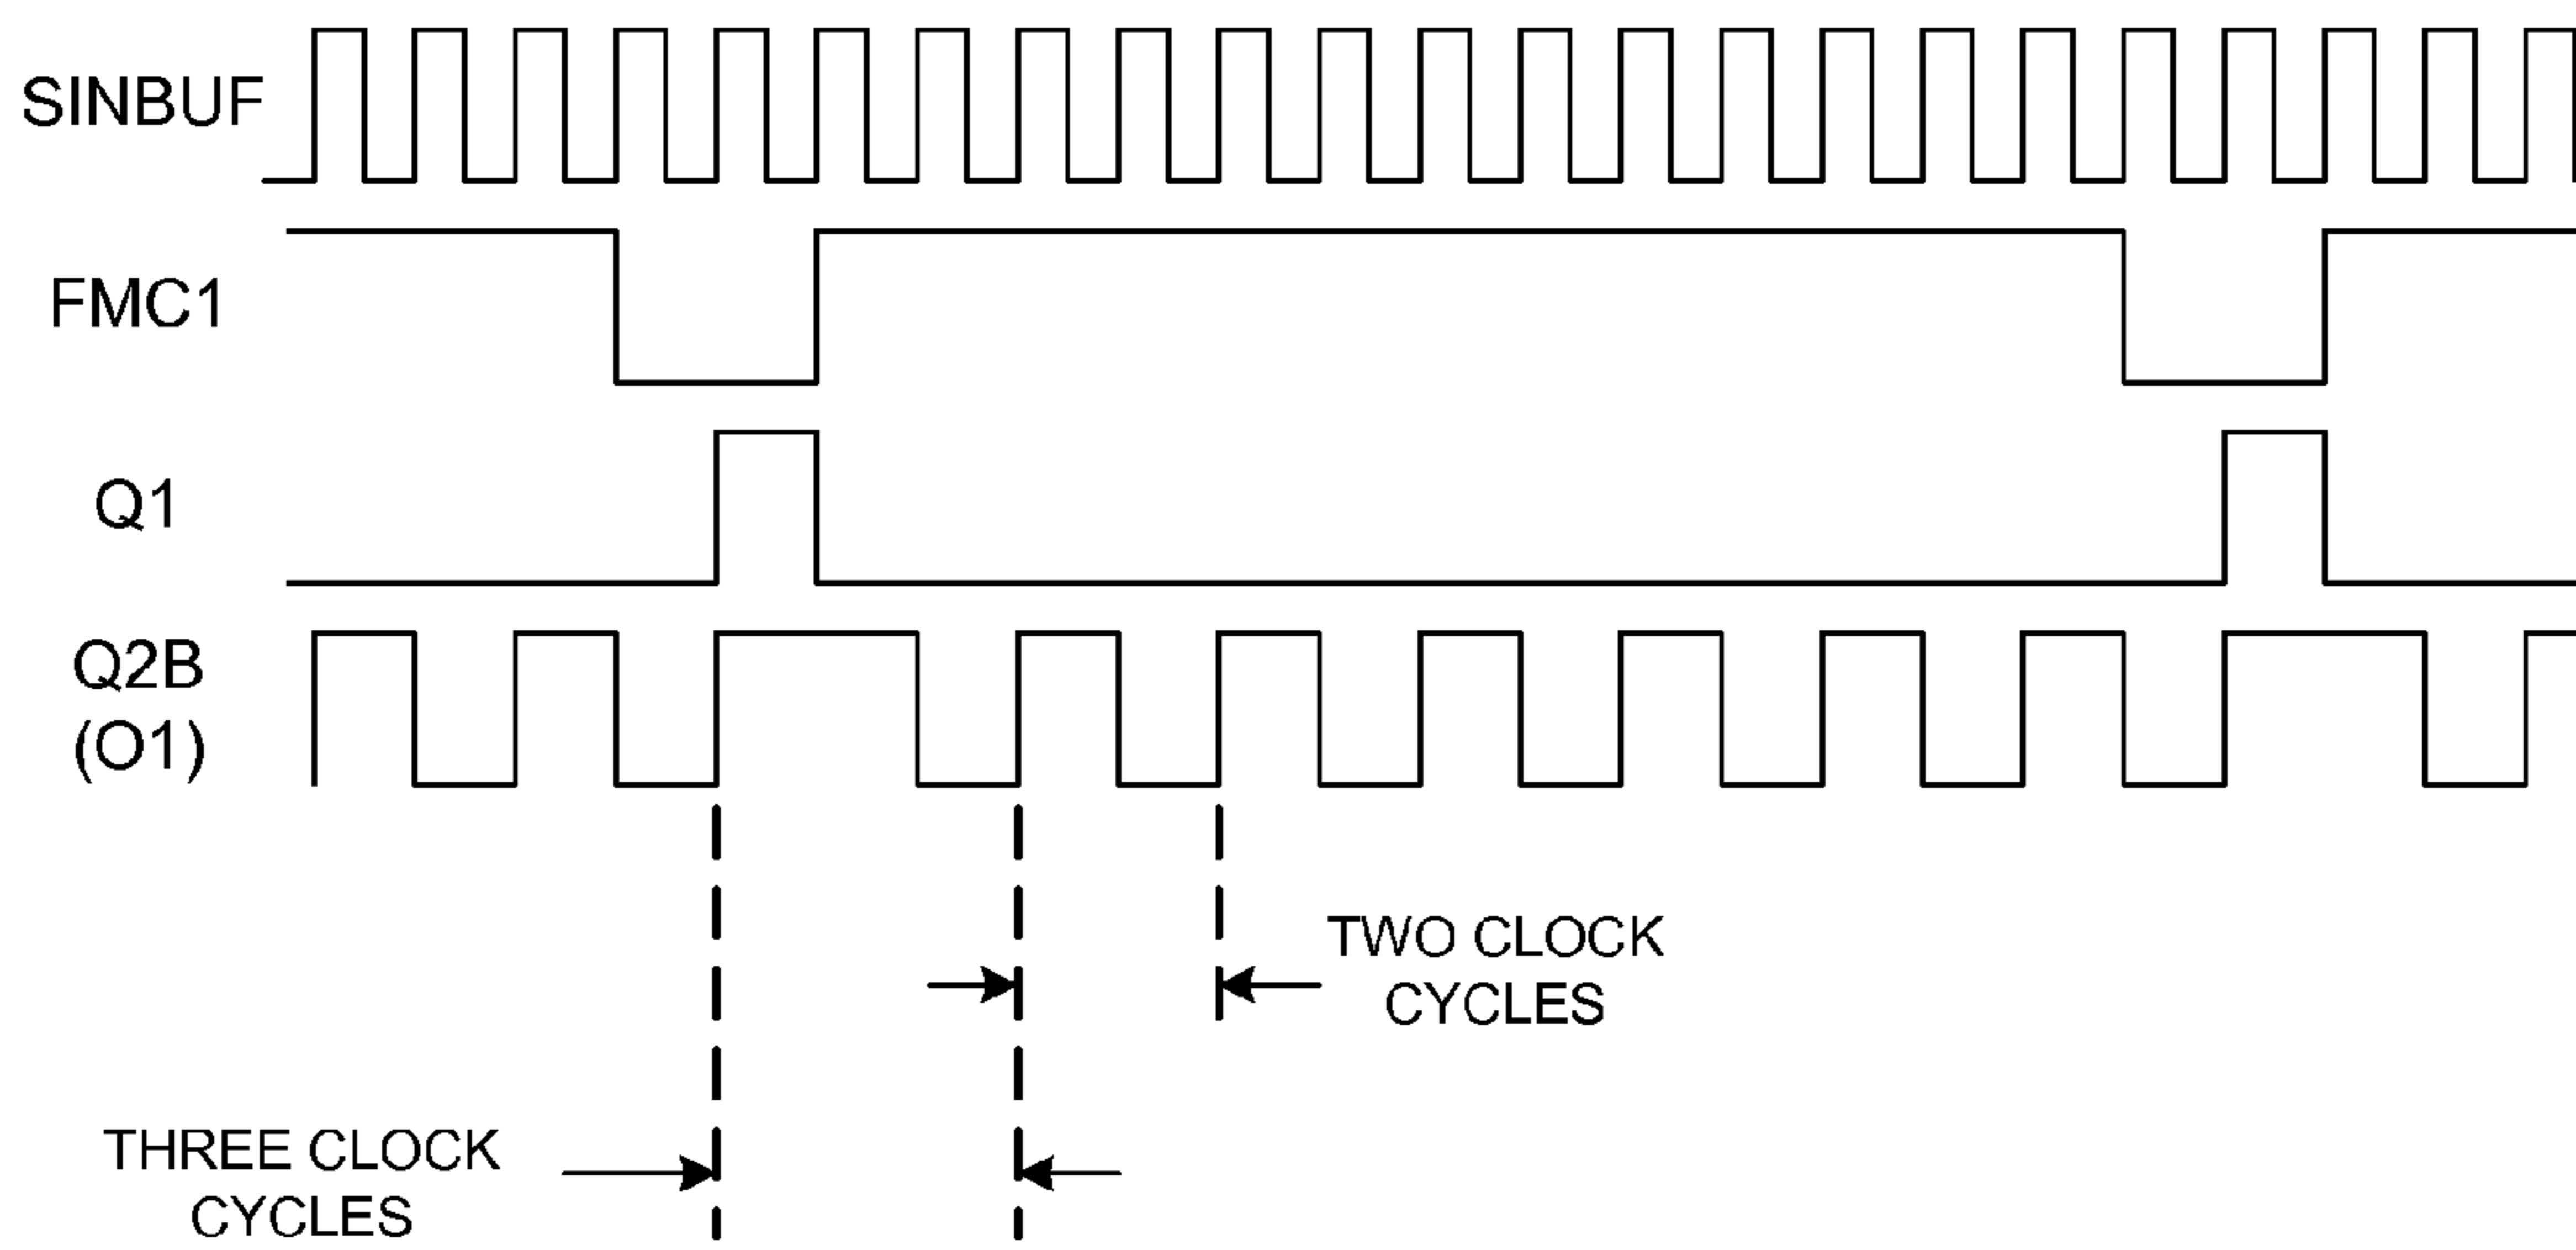 SINBUF
FMC1
Q1
Q2B
(O1)
TWO CLOCK
CYCLES
THREE CLOCK
CYCLES